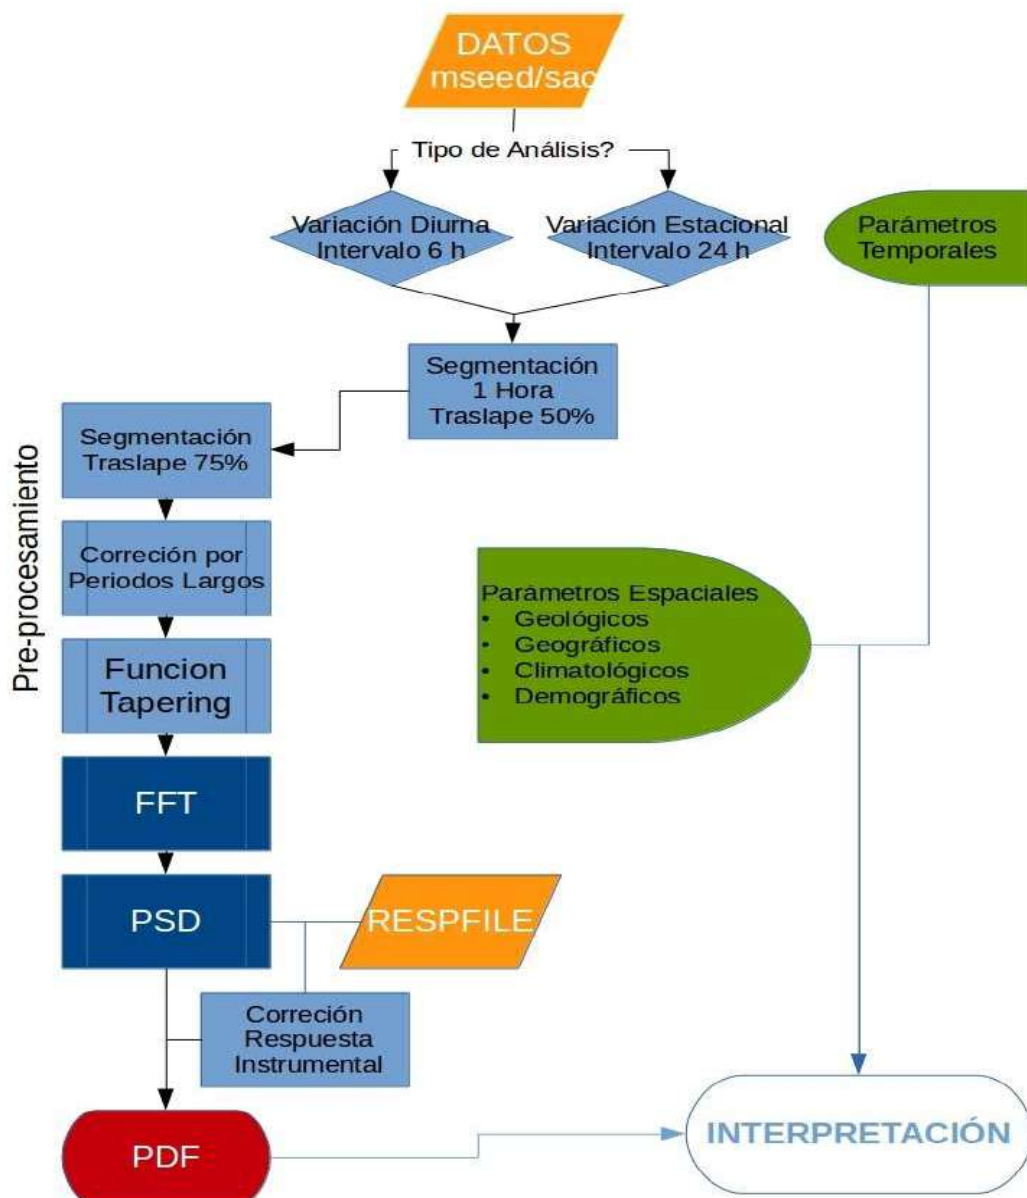 DATOS
mseed/sac
Tipo de Análisis?
Variación Diurna
Intervalo 6 h
Variación Estacional
Intervalo 24 h
Parámetros
Temporales
Segmentación
1 Hora
Traslape 50%
Segmentación
Traslape 75%
Pre-procesamiento
Correción por
Periodos Largos
Funcion
Tapering
Parámetros Espaciales
• Geológicos
• Geográficos
• Climatológicos
• Demográficos
FFT
PSD
RESPFILE
Correción
Respuesta
Instrumental
PDF
INTERPRETACIÓN